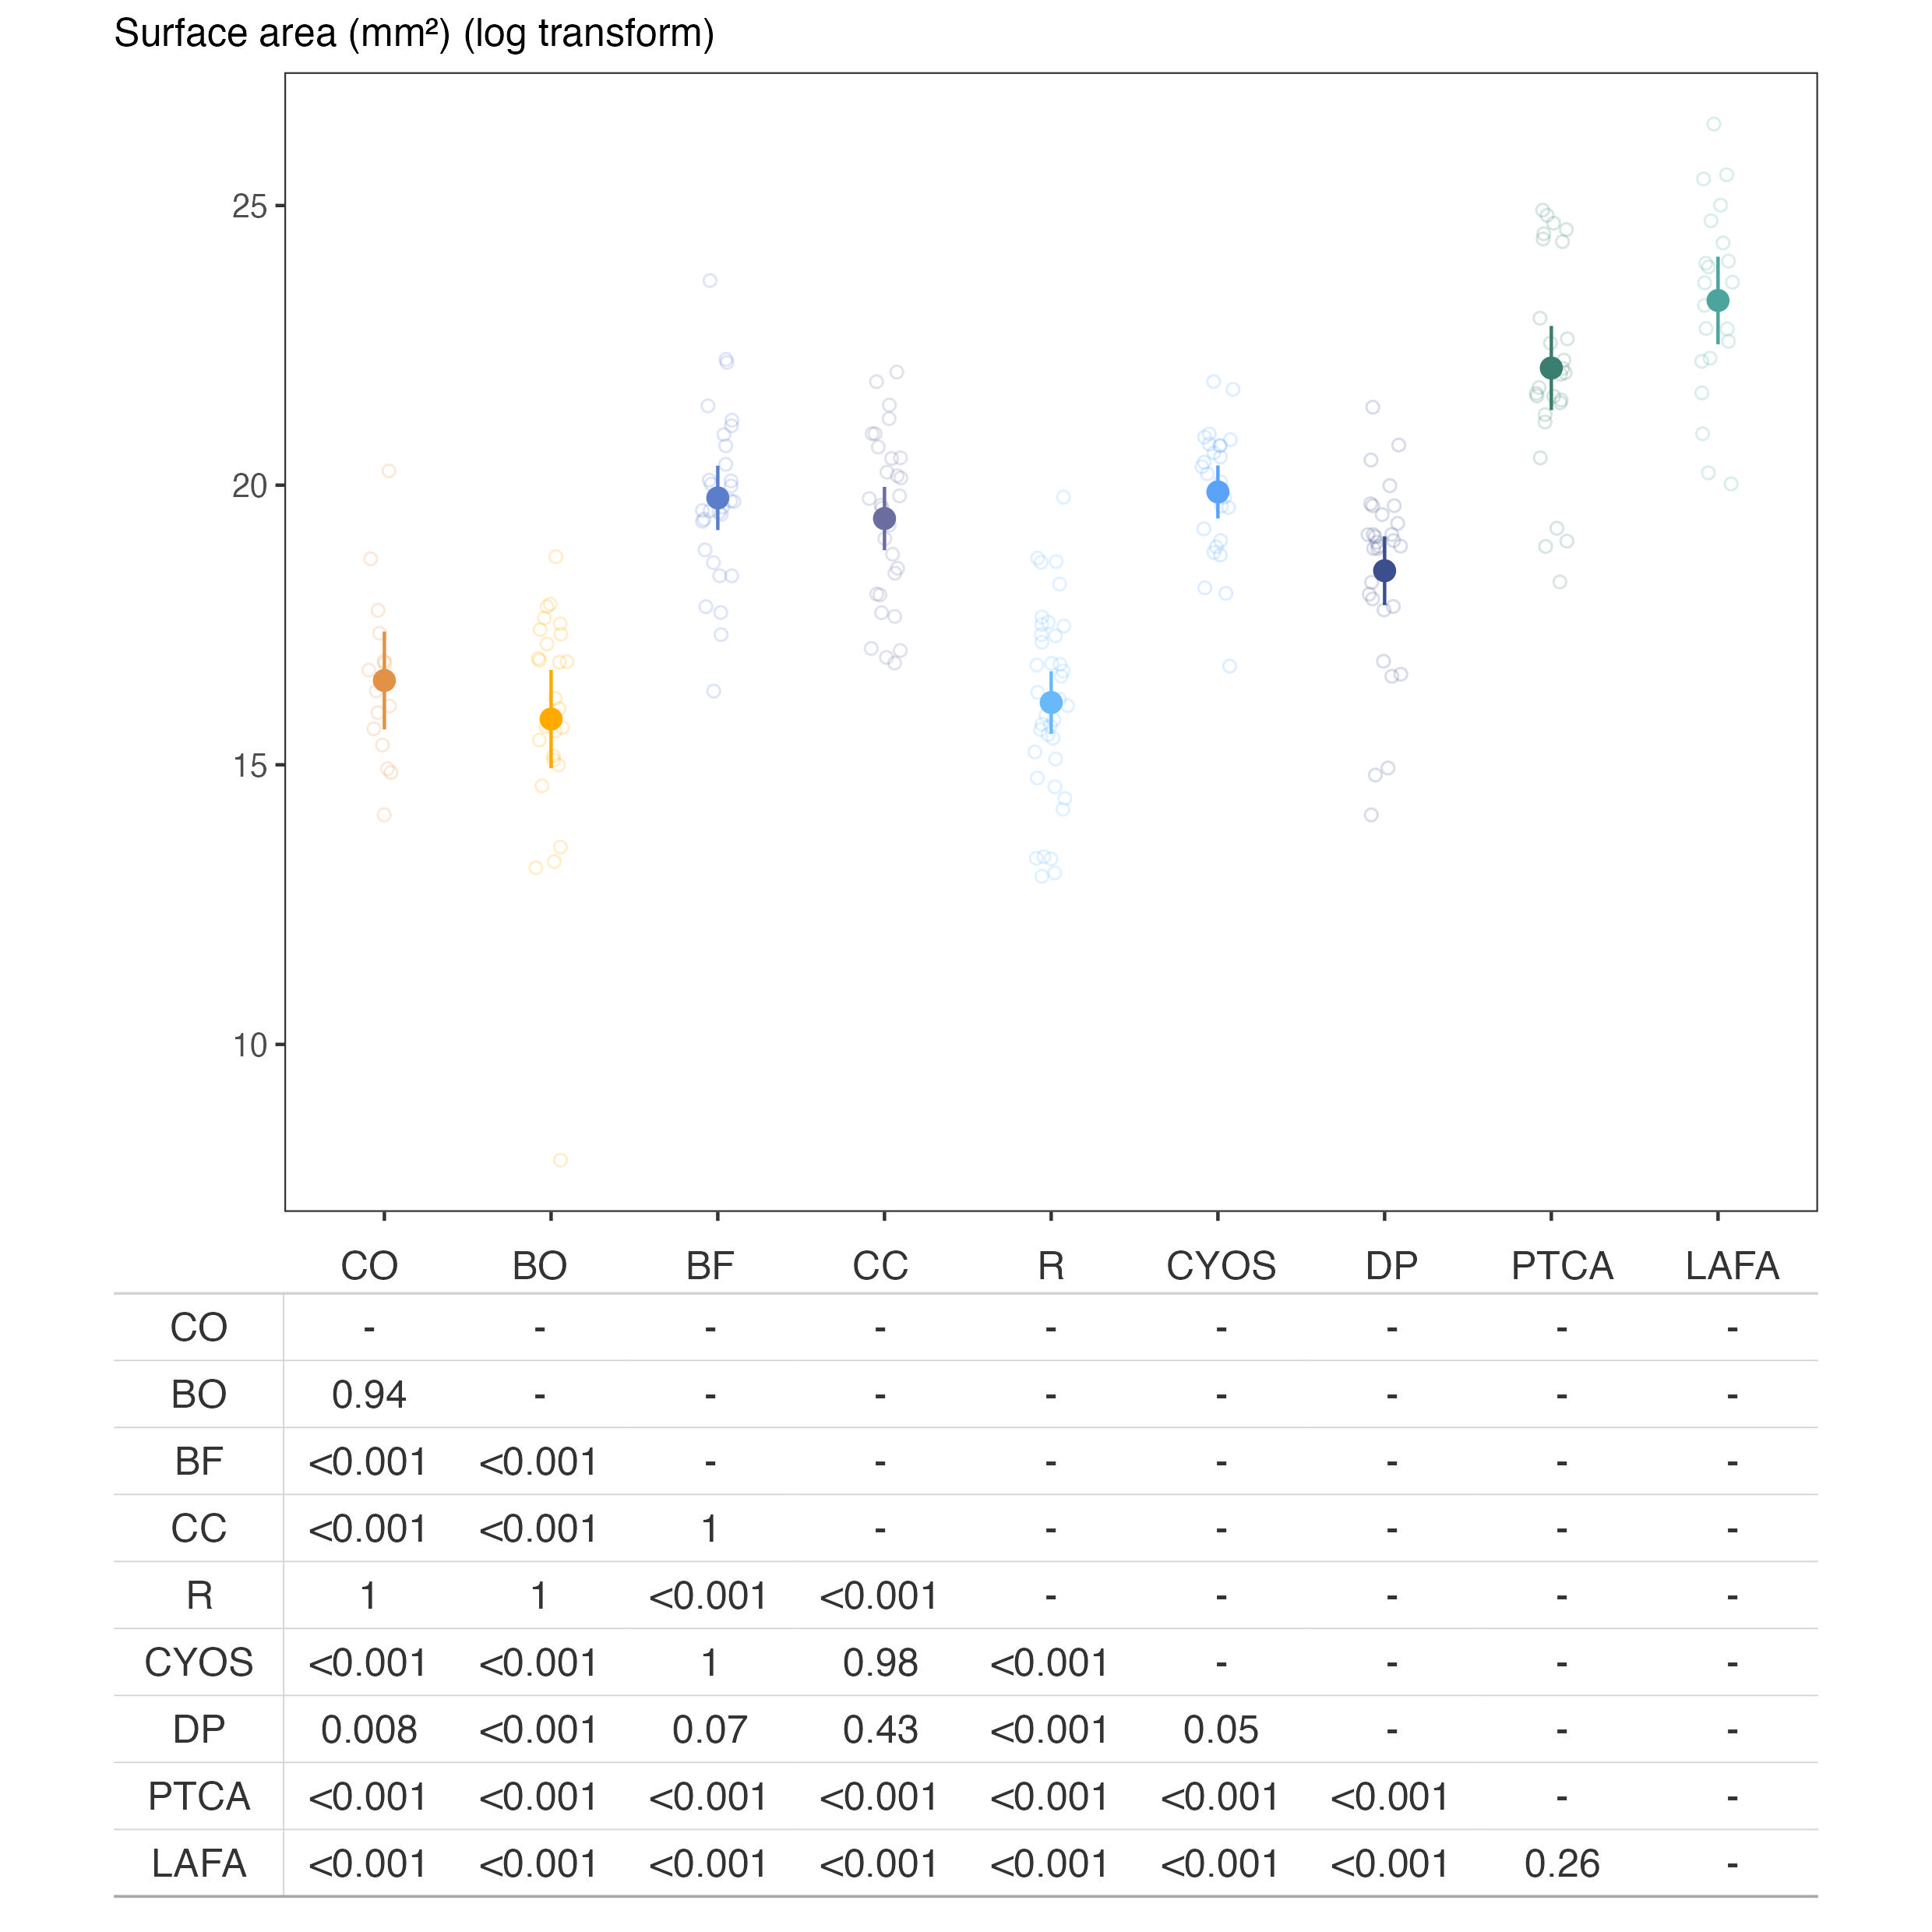 Surface area (mm²) (log transform)
25
20
15
10
CO BO BF CC R CYOS DP PTCA LAFA
CO - - - - - - - - -
BO 0.94 - - - - - - - -
BF <0.001 <0.001 - - - - - - -
CC <0.001 <0.001 1 - - - - - -
R 1 1 <0.001 <0.001 - - - - -
CYOS <0.001 <0.001 1 0.98 <0.001 - - - -
DP 0.008 <0.001 0.07 0.43 <0.001 0.05 - - -
PTCA <0.001 <0.001 <0.001 <0.001 <0.001 <0.001 <0.001 - -
LAFA <0.001 <0.001 <0.001 <0.001 <0.001 <0.001 <0.001 0.26 -